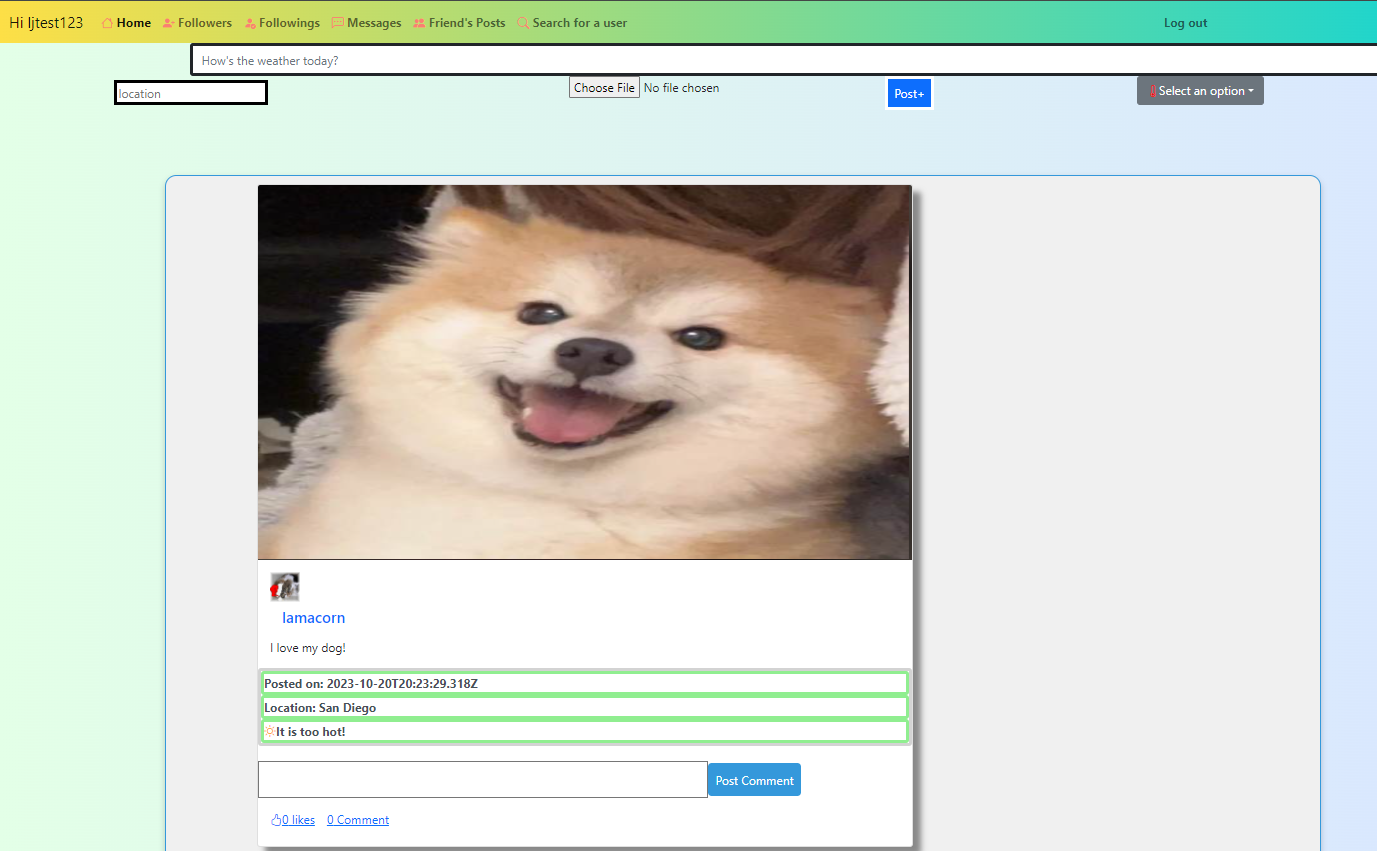 Hi ljtest123 Home Followers Followings Messages Friend's Posts Search for a user Log out
How's the weather today?
location Choose File No file chosen Post+ Select an option
lamacorn
I love my dog!
Posted on: 2023-10-20T20:23:29.318Z
Location: San Diego
It is too hot!
Post Comment
0 likes 0 Comment